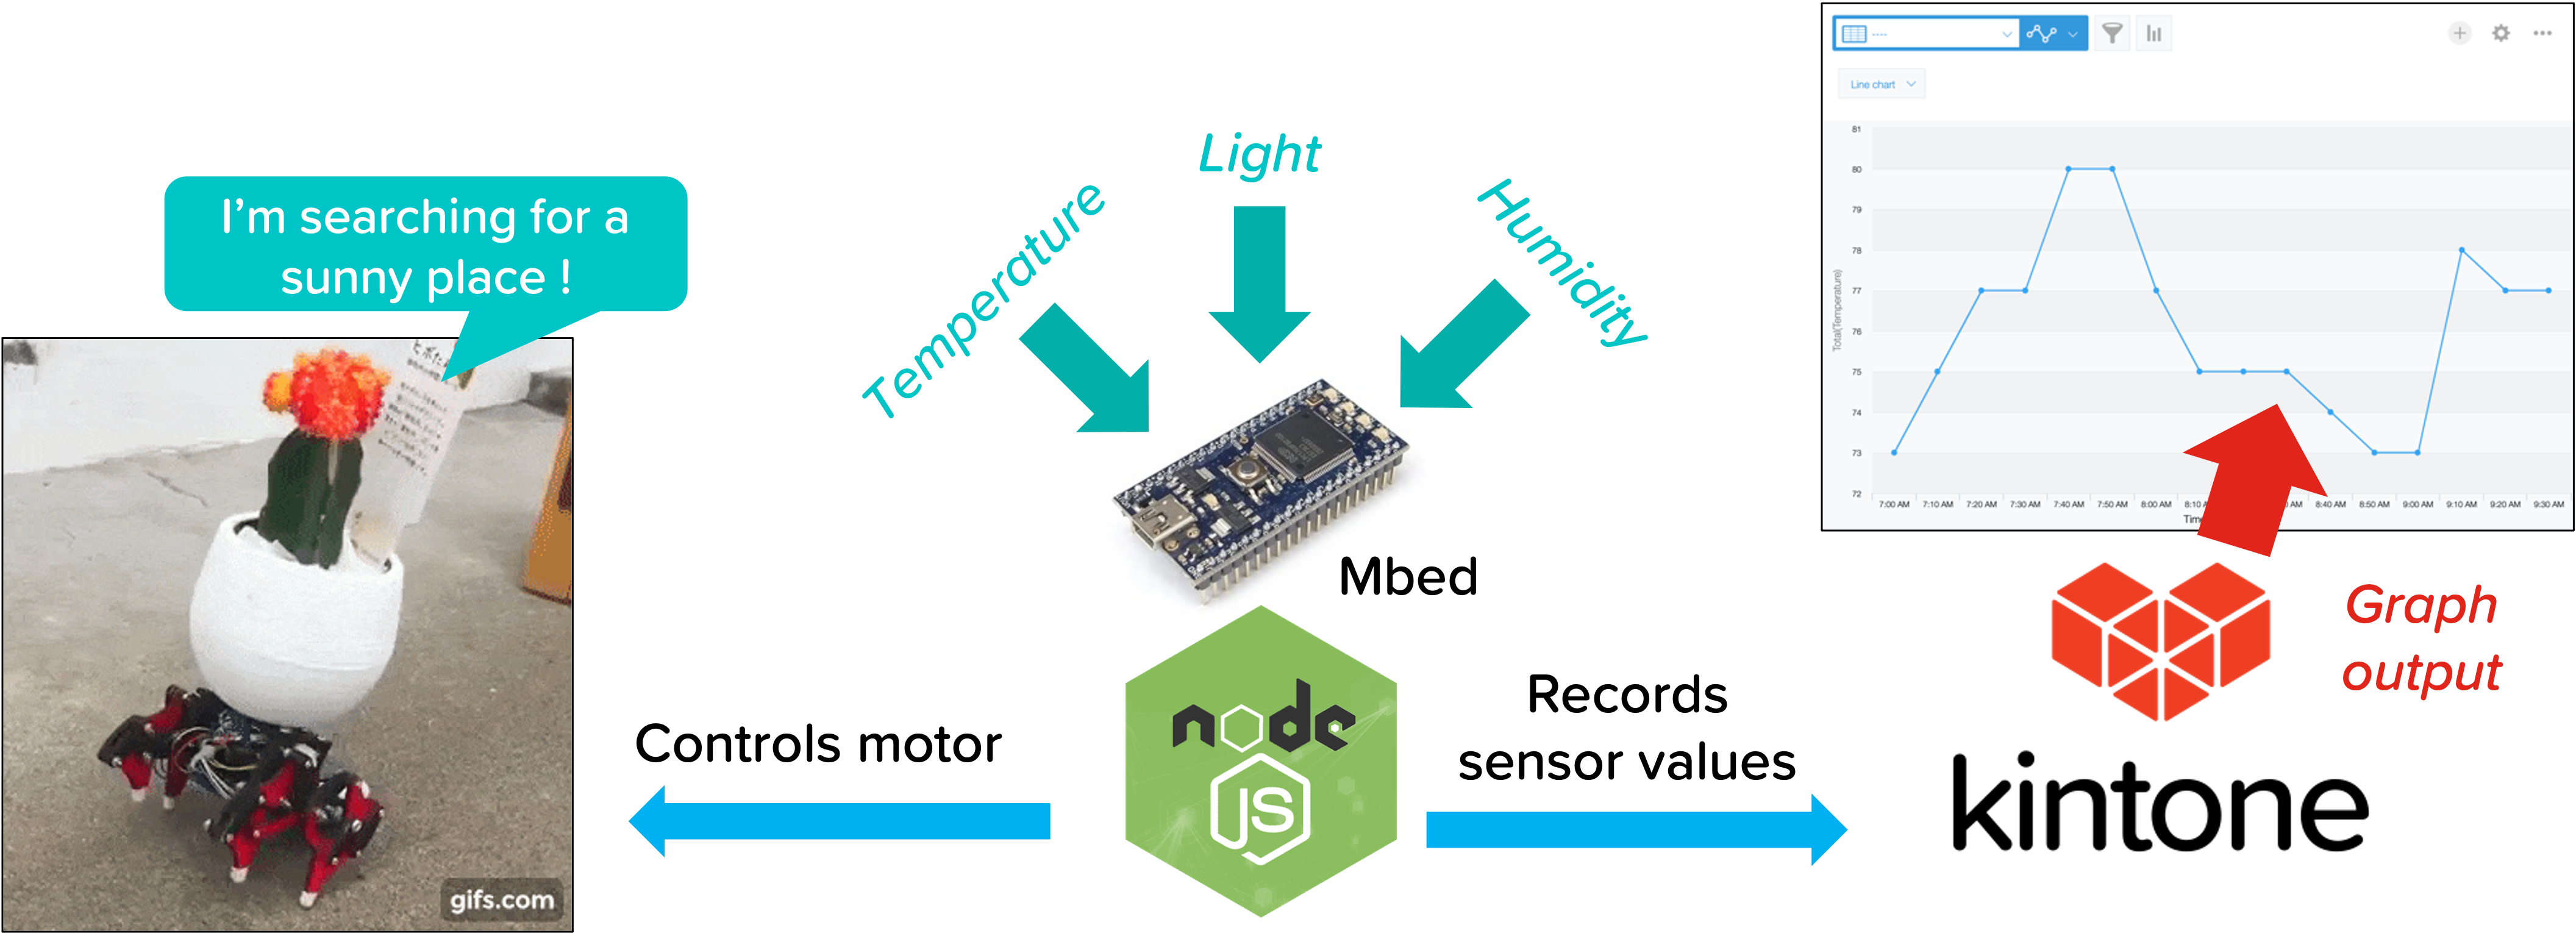 I'm searching for a
sunny place !
gifs.com
Controls motor
Temperature
Light
Humidity
Mbed
node
JS
Records
sensor values
----
Line chart
81
80
79
78
77
76
75
74
73
72
Total(Temperature)
7:00 AM 7:10 AM 7:20 AM 7:30 AM 7:40 AM 7:50 AM 8:00 AM 8:10 AM 8:40 AM 8:50 AM 9:00 AM 9:10 AM 9:20 AM 9:30 AM
Graph
output
kintone